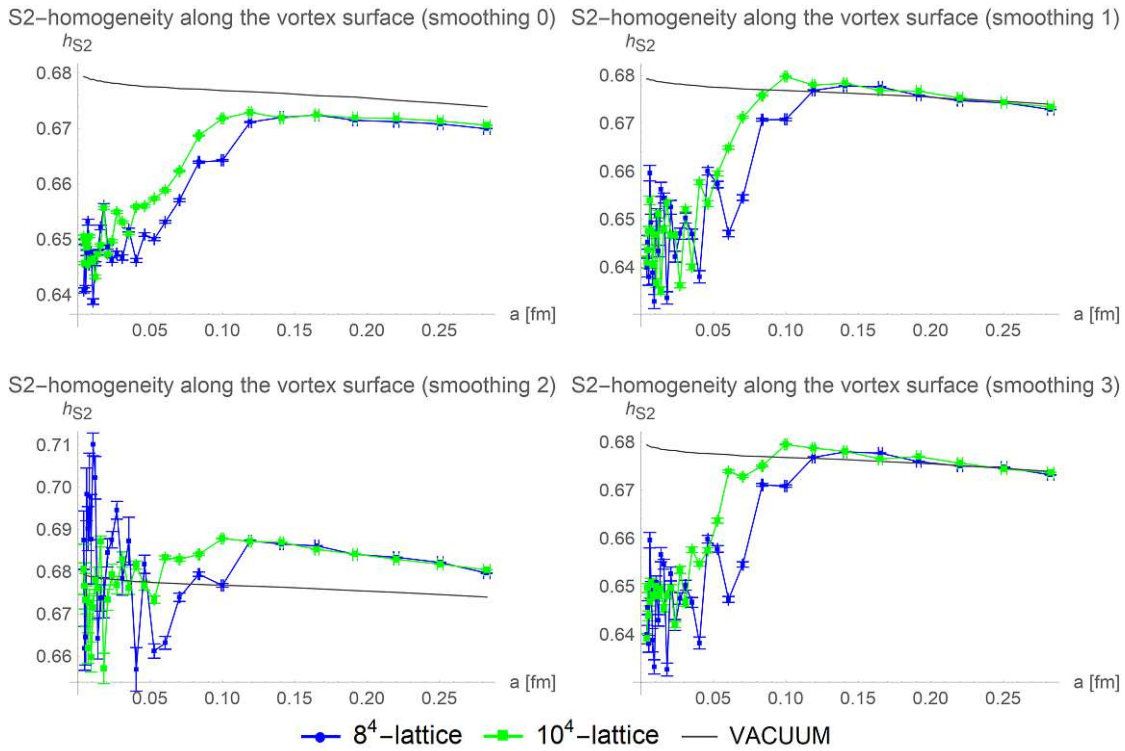 S2−homogeneity along the vortex surface (smoothing 0)
hS2
0.68
0.67
0.66
0.65
0.64
0.05 0.10 0.15 0.20 0.25
a [fm]
S2−homogeneity along the vortex surface (smoothing 1)
hS2
0.68
0.67
0.66
0.65
0.64
0.05 0.10 0.15 0.20 0.25
a [fm]
S2−homogeneity along the vortex surface (smoothing 2)
hS2
0.71
0.70
0.69
0.68
0.67
0.66
0.05 0.10 0.15 0.20 0.25
a [fm]
S2−homogeneity along the vortex surface (smoothing 3)
hS2
0.68
0.67
0.66
0.65
0.64
0.05 0.10 0.15 0.20 0.25
a [fm]
8⁴−lattice 10⁴−lattice VACUUM